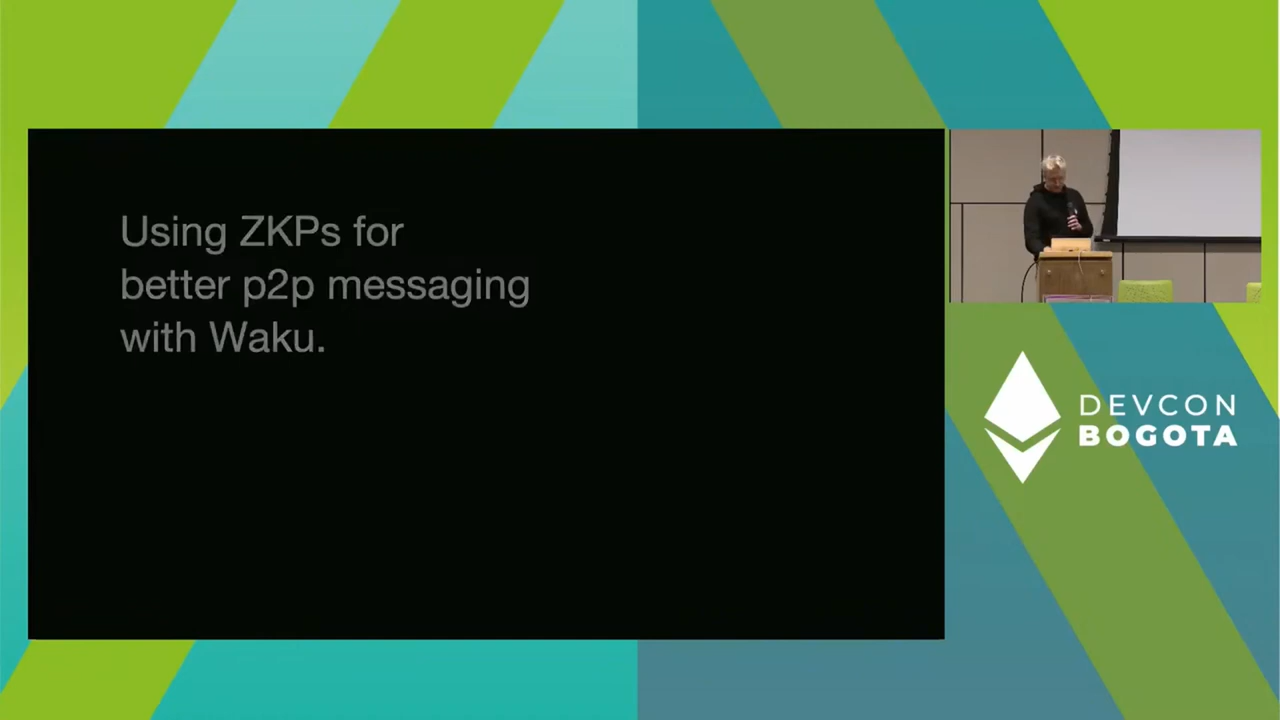 Using ZKPs for
better p2p messaging
with Waku.
DEVCON
BOGOTA